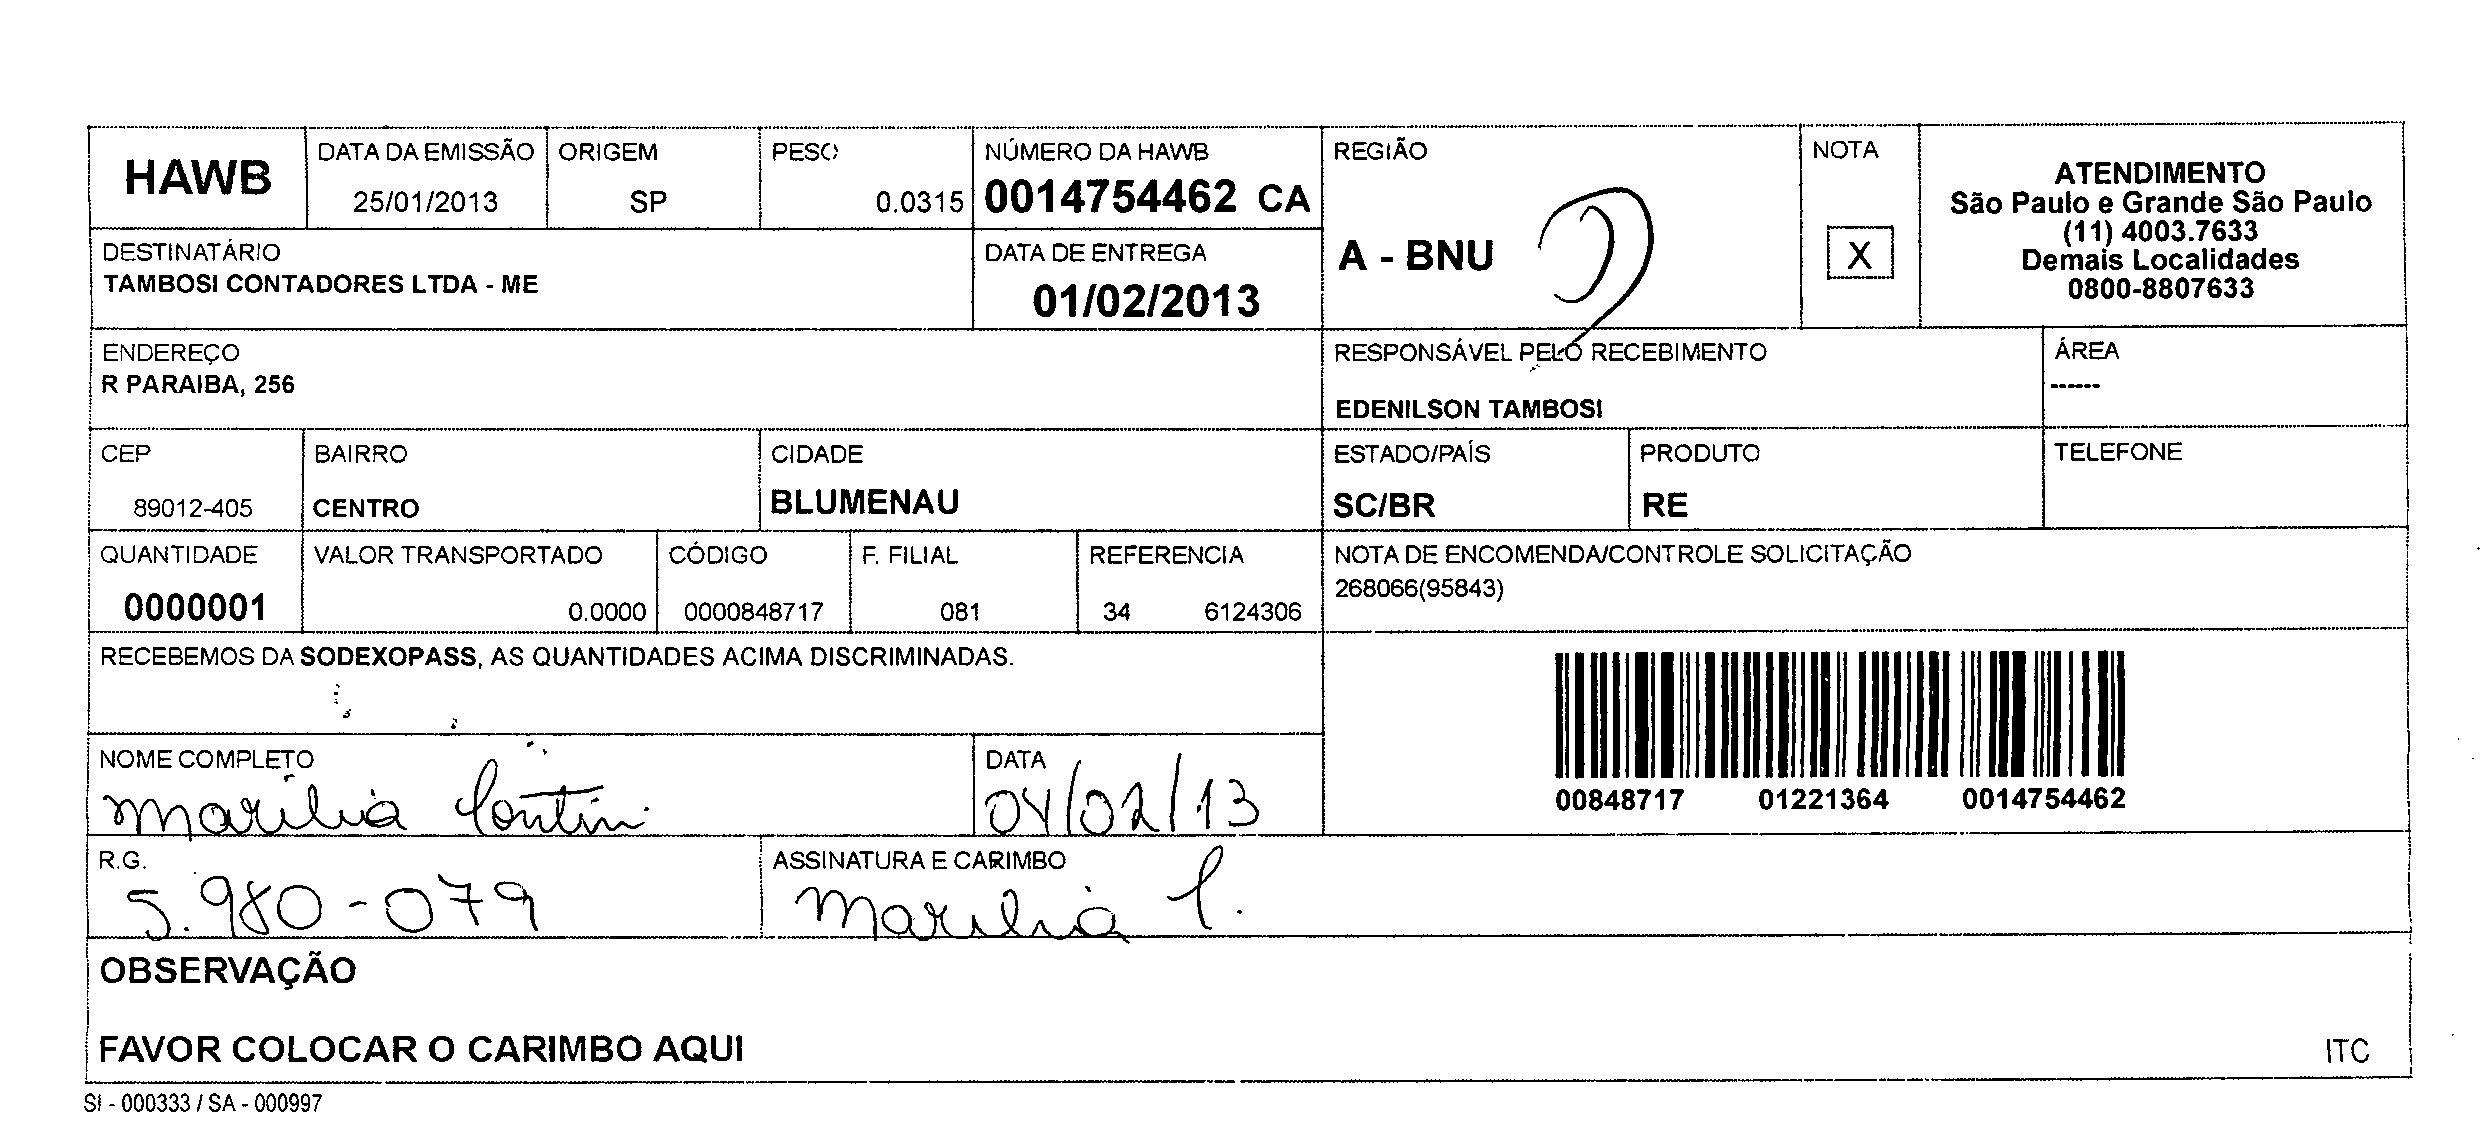 HAWB
DATA DA EMISSÃO
25/01/2013
ORIGEM
SP
PESO
0.0315
NÚMERO DA HAWB
0014754462 CA
REGIÃO
A - BNU
NOTA
X
ATENDIMENTO
São Paulo e Grande São Paulo
(11) 4003.7633
Demais Localidades
0800-8807633
DESTINATÁRIO
TAMBOSI CONTADORES LTDA - ME
DATA DE ENTREGA
01/02/2013
ENDEREÇO
R PARAIBA, 256
RESPONSÁVEL PELO RECEBIMENTO
EDENILSON TAMBOSI
ÁREA
------
CEP
89012-405
BAIRRO
CENTRO
CIDADE
BLUMENAU
ESTADO/PAÍS
SC/BR
PRODUTO
RE
TELEFONE
QUANTIDADE
0000001
VALOR TRANSPORTADO
0.0000
CÓDIGO
0000848717
F. FILIAL
081
REFERENCIA
34 6124306
NOTA DE ENCOMENDA/CONTROLE SOLICITAÇÃO
268066(95843)
RECEBEMOS DA SODEXOPASS, AS QUANTIDADES ACIMA DISCRIMINADAS.
00848717 01221364 0014754462
NOME COMPLETO
Marilia
DATA
04/02/13
R.G.
5.980-079
ASSINATURA E CARIMBO
Marilia
OBSERVAÇÃO
FAVOR COLOCAR O CARIMBO AQUI
ITC
SI - 000333 / SA - 000997